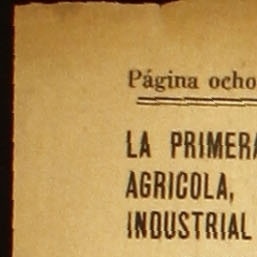 Página ocho
LA PRIMERA
AGRICOLA,
INDUSTRIAL